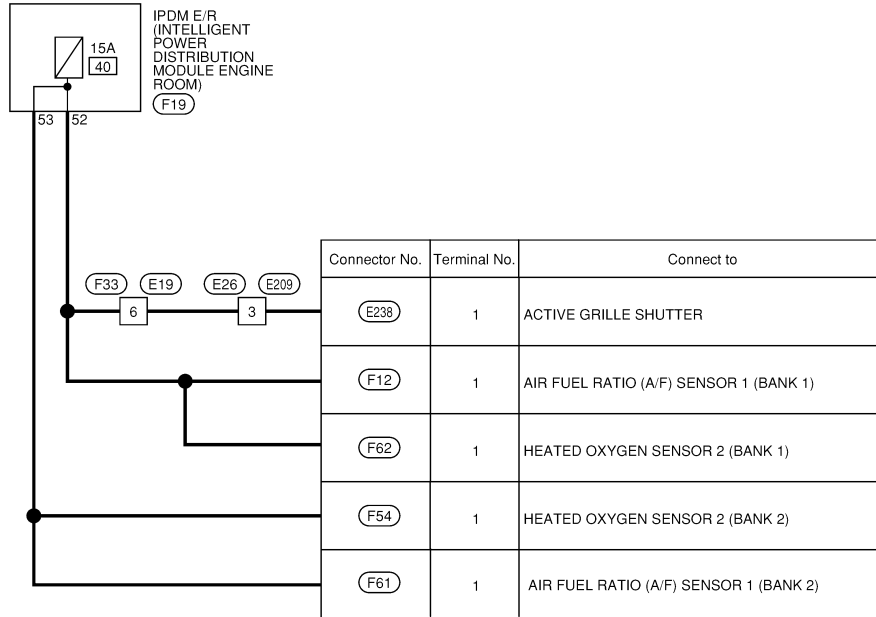 IPDM E/R
(INTELLIGENT
POWER
DISTRIBUTION
MODULE ENGINE
ROOM)
15A
40
F19
53 52
Connector No. Terminal No. Connect to
F33 E19 E26 E209
6 3
E238 1 ACTIVE GRILLE SHUTTER
F12 1 AIR FUEL RATIO (A/F) SENSOR 1 (BANK 1)
F62 1 HEATED OXYGEN SENSOR 2 (BANK 1)
F54 1 HEATED OXYGEN SENSOR 2 (BANK 2)
F61 1 AIR FUEL RATIO (A/F) SENSOR 1 (BANK 2)